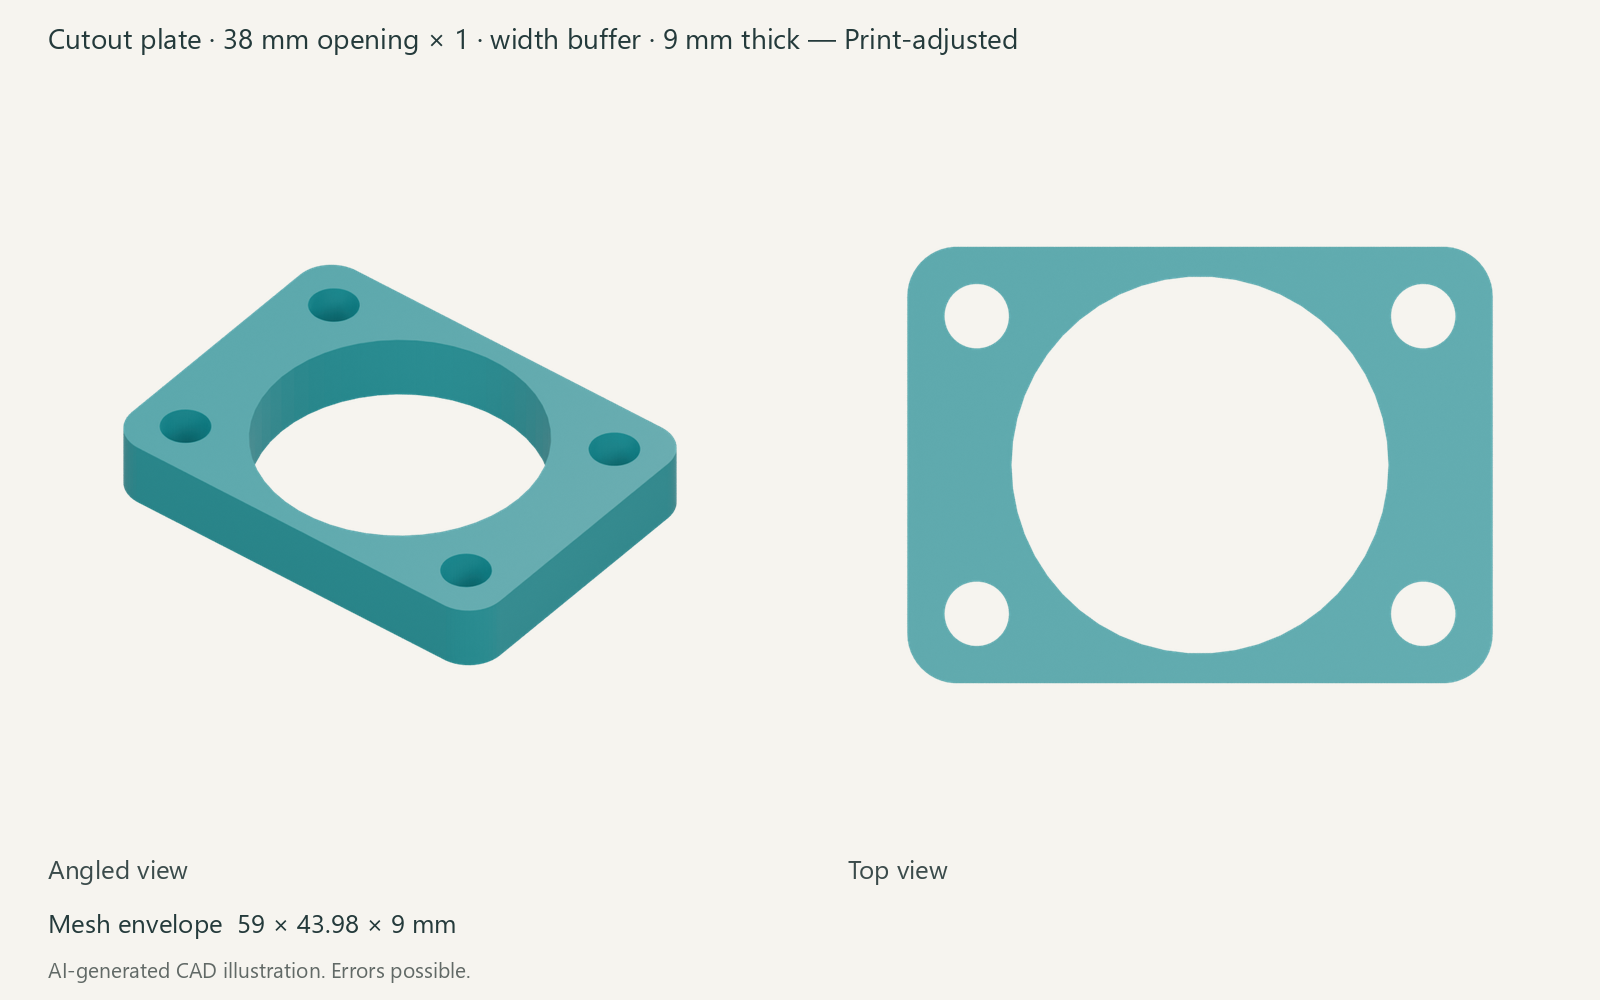 Cutout plate · 38 mm opening × 1 · width buffer · 9 mm thick — Print-adjusted
Angled view
Top view
Mesh envelope 59 × 43.98 × 9 mm
AI-generated CAD illustration. Errors possible.